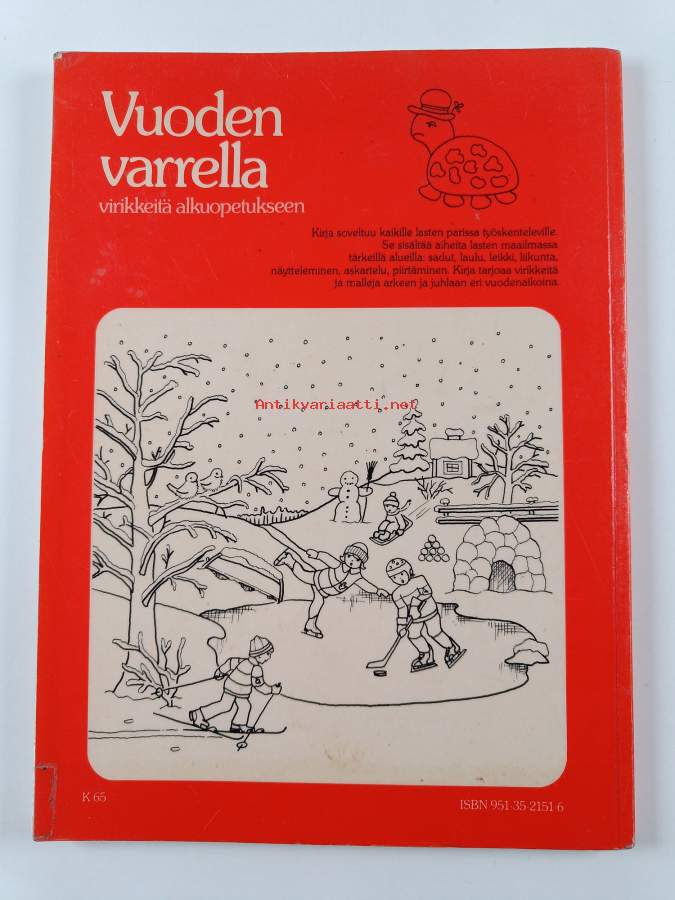 Vuoden
varrella
virikkeitä alkuopetukseen
Kirja soveltuu kaikille lasten parissa työskenteleville.
Se sisältää aiheita lasten maailmassa
tärkeillä alueilla: sadut, laulu, leikki, liikunta,
näytteleminen, askartelu, piirtäminen. Kirja tarjoaa virikkeitä
ja malleja arkeen ja juhlaan eri vuodenaikoina.
Antikvariaatti.net
K 65
ISBN 951-35-2151-6